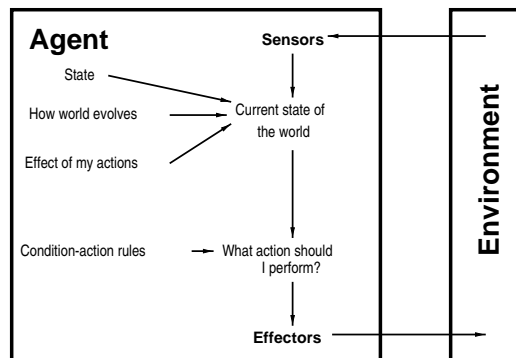 Agent
Sensors
State
How world evolves
Current state of
the world
Effect of my actions
Condition-action rules
What action should
I perform?
Effectors
Environment